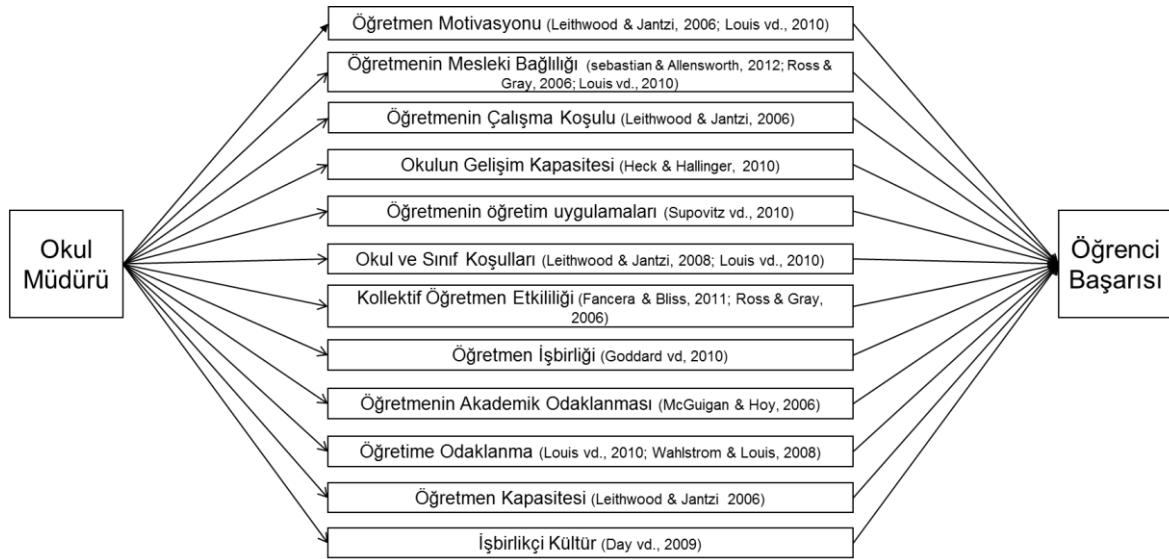 Öğretmen Motivasyonu (Leithwood & Jantzi, 2006; Louis vd., 2010)
Öğretmenin Mesleki Bağlılığı (sebastian & Allensworth, 2012; Ross &
Gray, 2006; Louis vd., 2010)
Öğretmenin Çalışma Koşulu (Leithwood & Jantzi, 2006)
Okulun Gelişim Kapasitesi (Heck & Hallinger, 2010)
Öğretmenin öğretim uygulamaları (Supovitz vd., 2010)
Okul
Müdürü
Okul ve Sınıf Koşulları (Leithwood & Jantzi, 2008; Louis vd., 2010)
Öğrenci
Başarısı
Kollektif Öğretmen Etkililiği (Fancera & Bliss, 2011; Ross & Gray,
2006)
Öğretmen İşbirliği (Goddard vd, 2010)
Öğretmenin Akademik Odaklanması (McGuigan & Hoy, 2006)
Öğretime Odaklanma (Louis vd., 2010; Wahlstrom & Louis, 2008)
Öğretmen Kapasitesi (Leithwood & Jantzi 2006)
İşbirlikçi Kültür (Day vd., 2009)